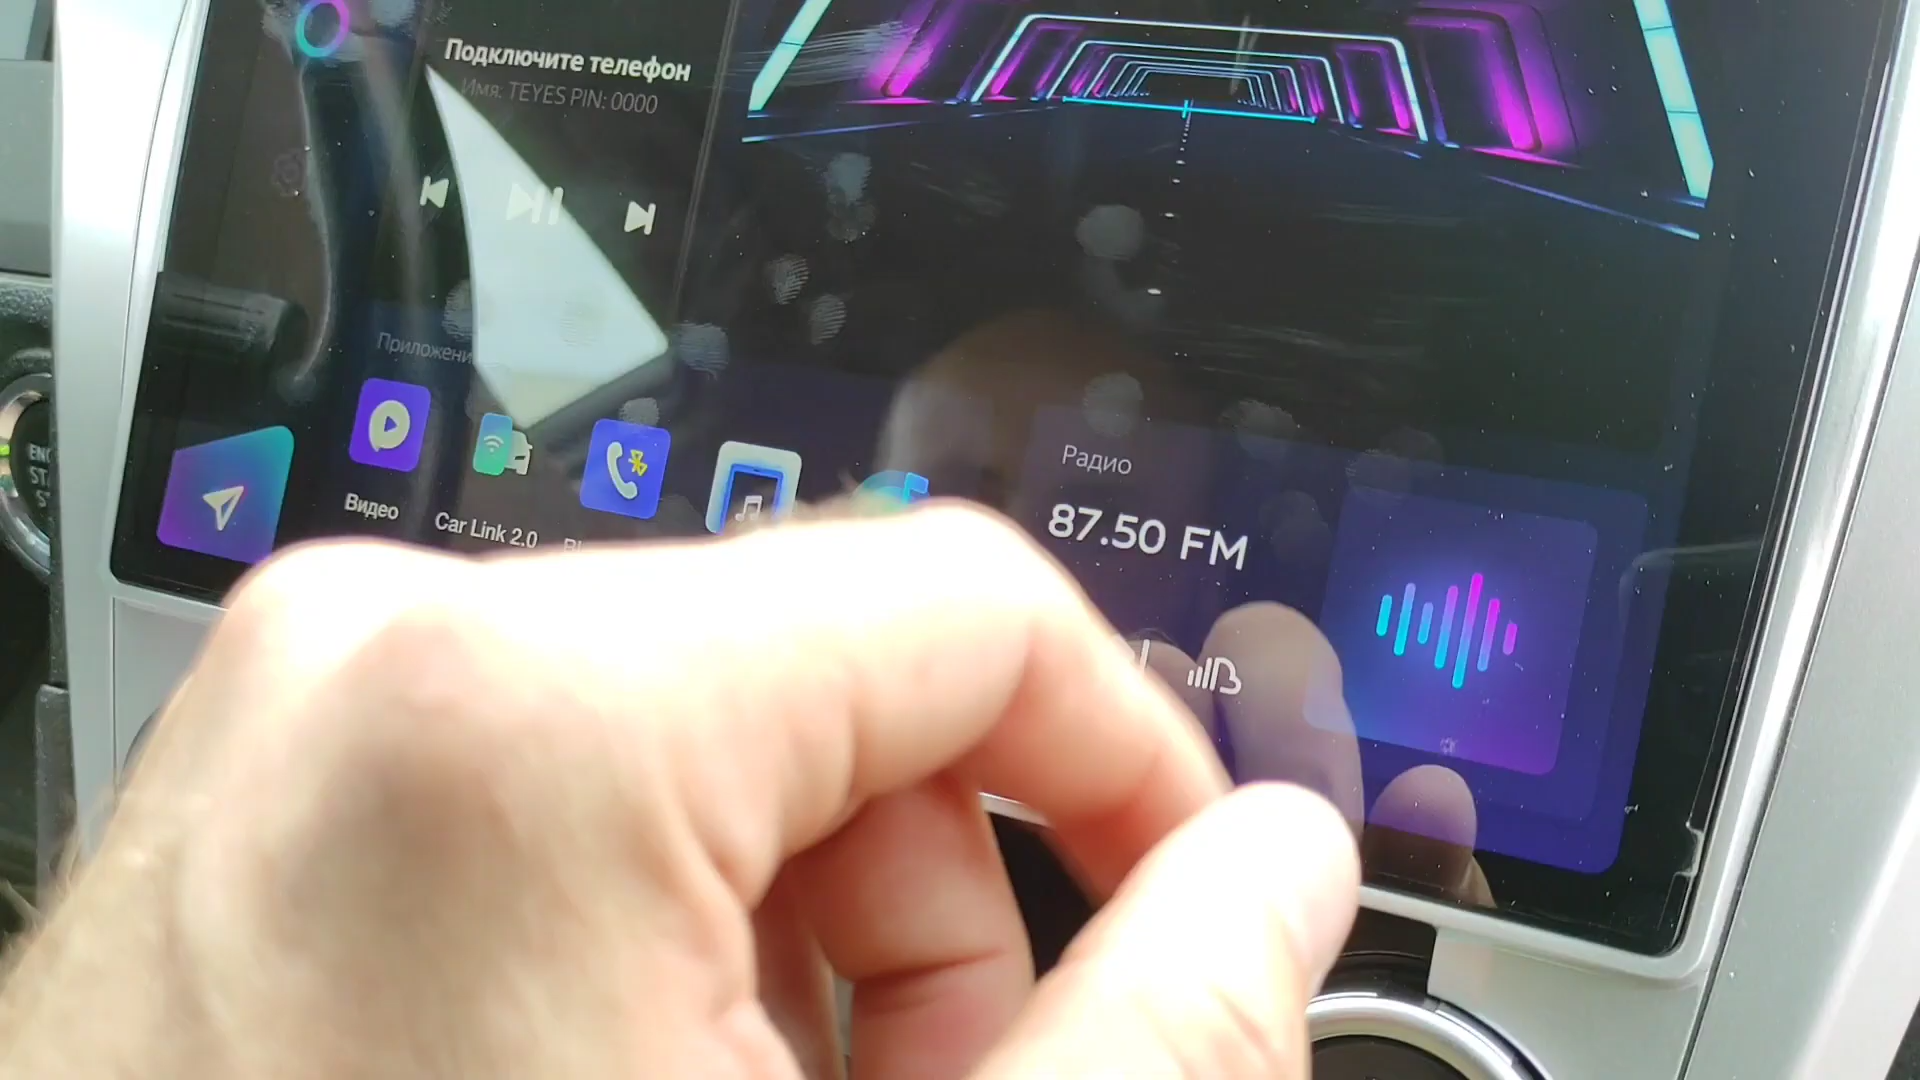 Подключите телефон
Имя: TEYES PIN: 0000
Приложени
Видео
Car Link 2.0
Радио
87.50 FM